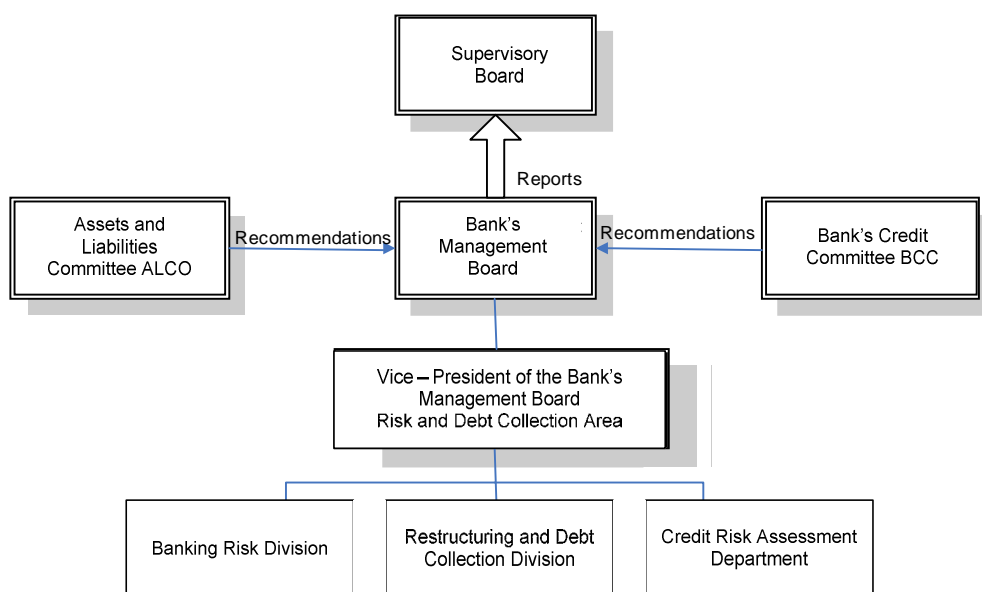 Supervisory
Board
Reports
Assets and
Liabilities
Committee ALCO
Recommendations
Bank's
Management
Board
Recommendations
Bank's Credit
Committee BCC
Vice – President of the Bank's
Management Board
Risk and Debt Collection Area
Banking Risk Division
Restructuring and Debt
Collection Division
Credit Risk Assessment
Department